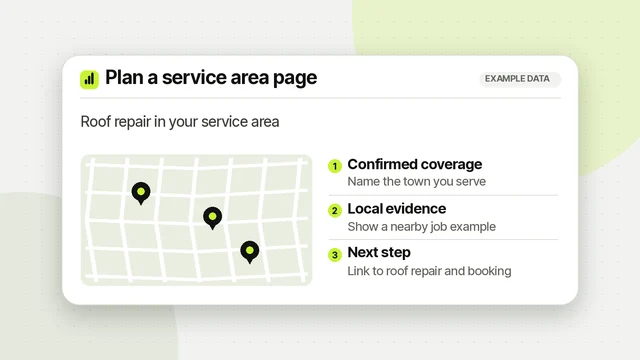 Plan a service area page
EXAMPLE DATA
Roof repair in your service area
1 Confirmed coverage
Name the town you serve
2 Local evidence
Show a nearby job example
3 Next step
Link to roof repair and booking